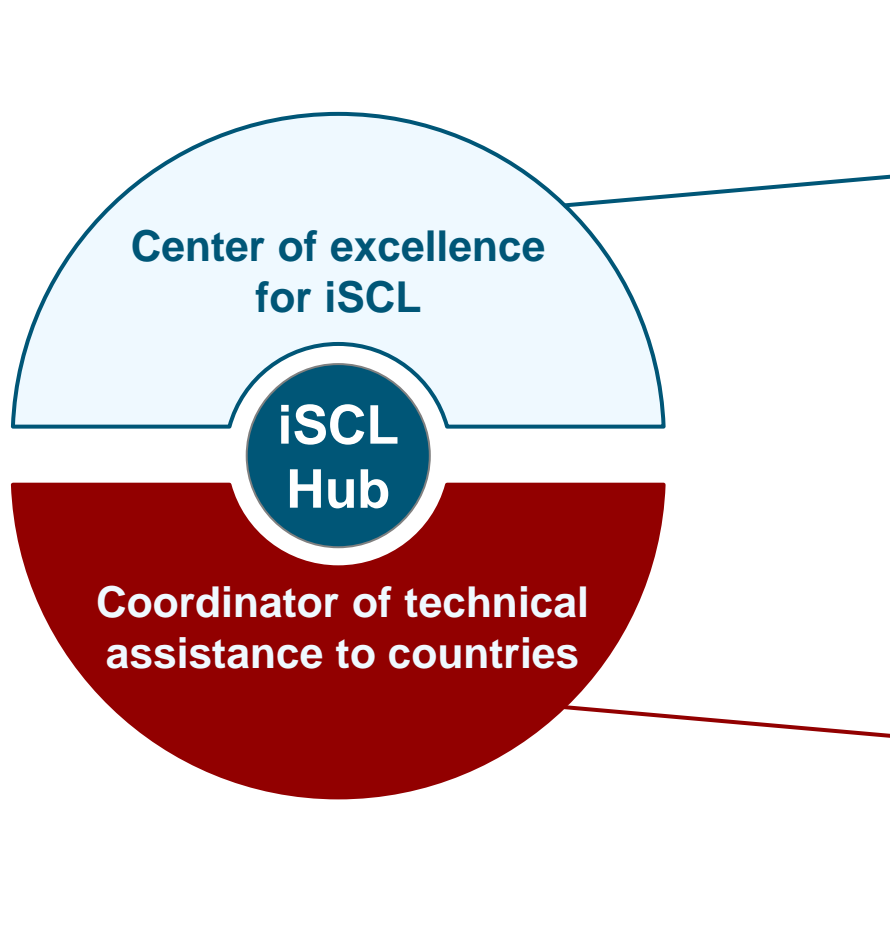 Center of excellence
for iSCL
iSCL
Hub
Coordinator of technical
assistance to countries